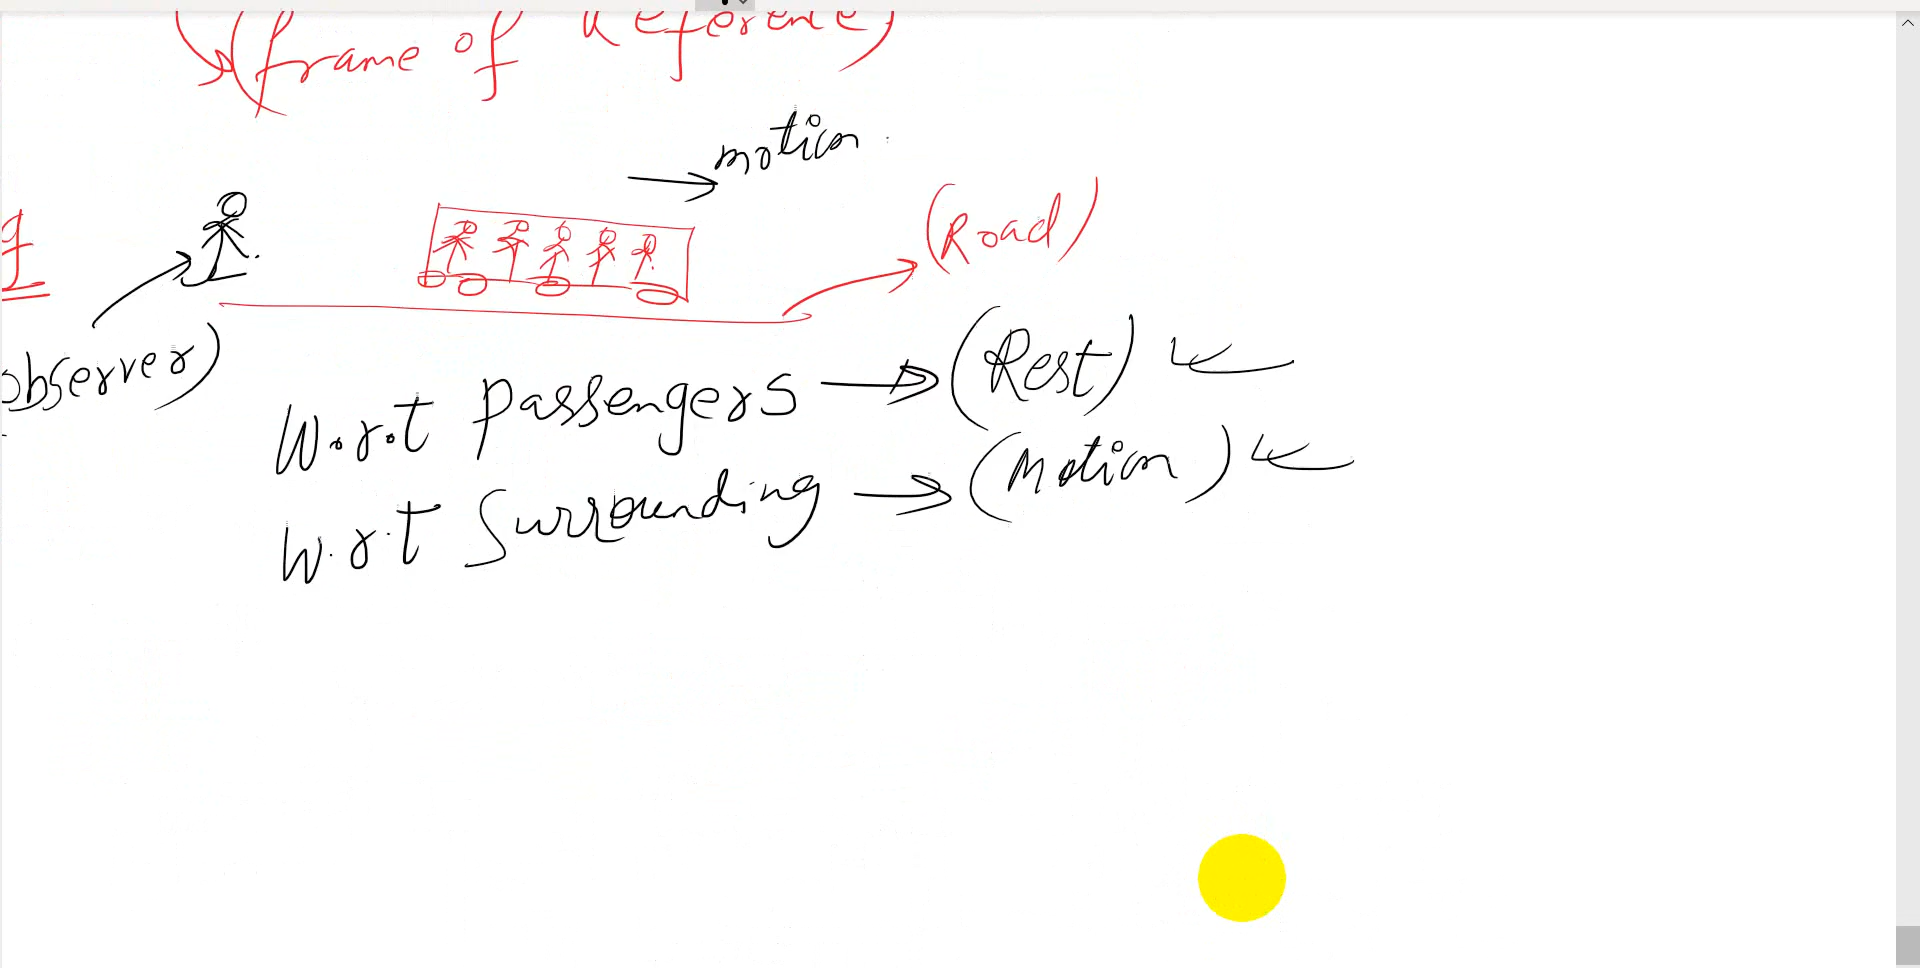 (frame of Reference)
motion
(Road)
observer)
W.r.t passengers → (Rest)
W.r.t Surrounding → (Motion)